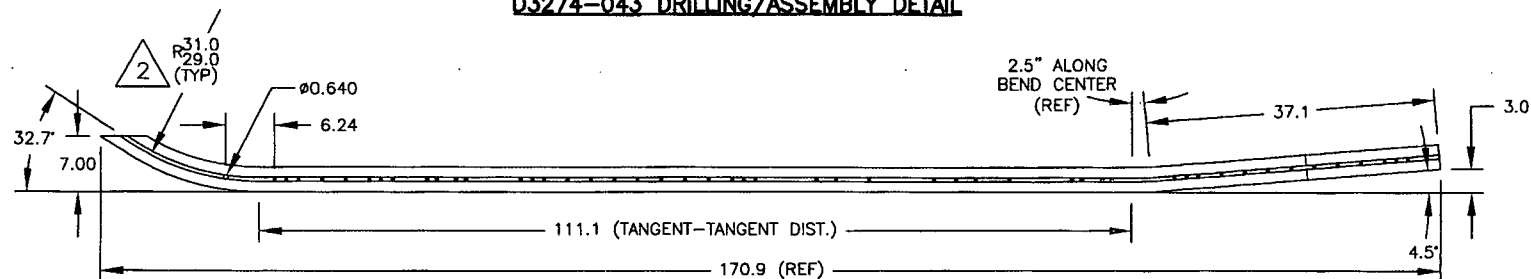 D3274-043 DRILLING/ASSEMBLY DETAIL
2
R31.0
29.0
(TYP)
ø0.640
6.24
32.7°
7.00
2.5" ALONG
BEND CENTER
(REF)
37.1
3.0
111.1 (TANGENT-TANGENT DIST.)
4.5°
170.9 (REF)